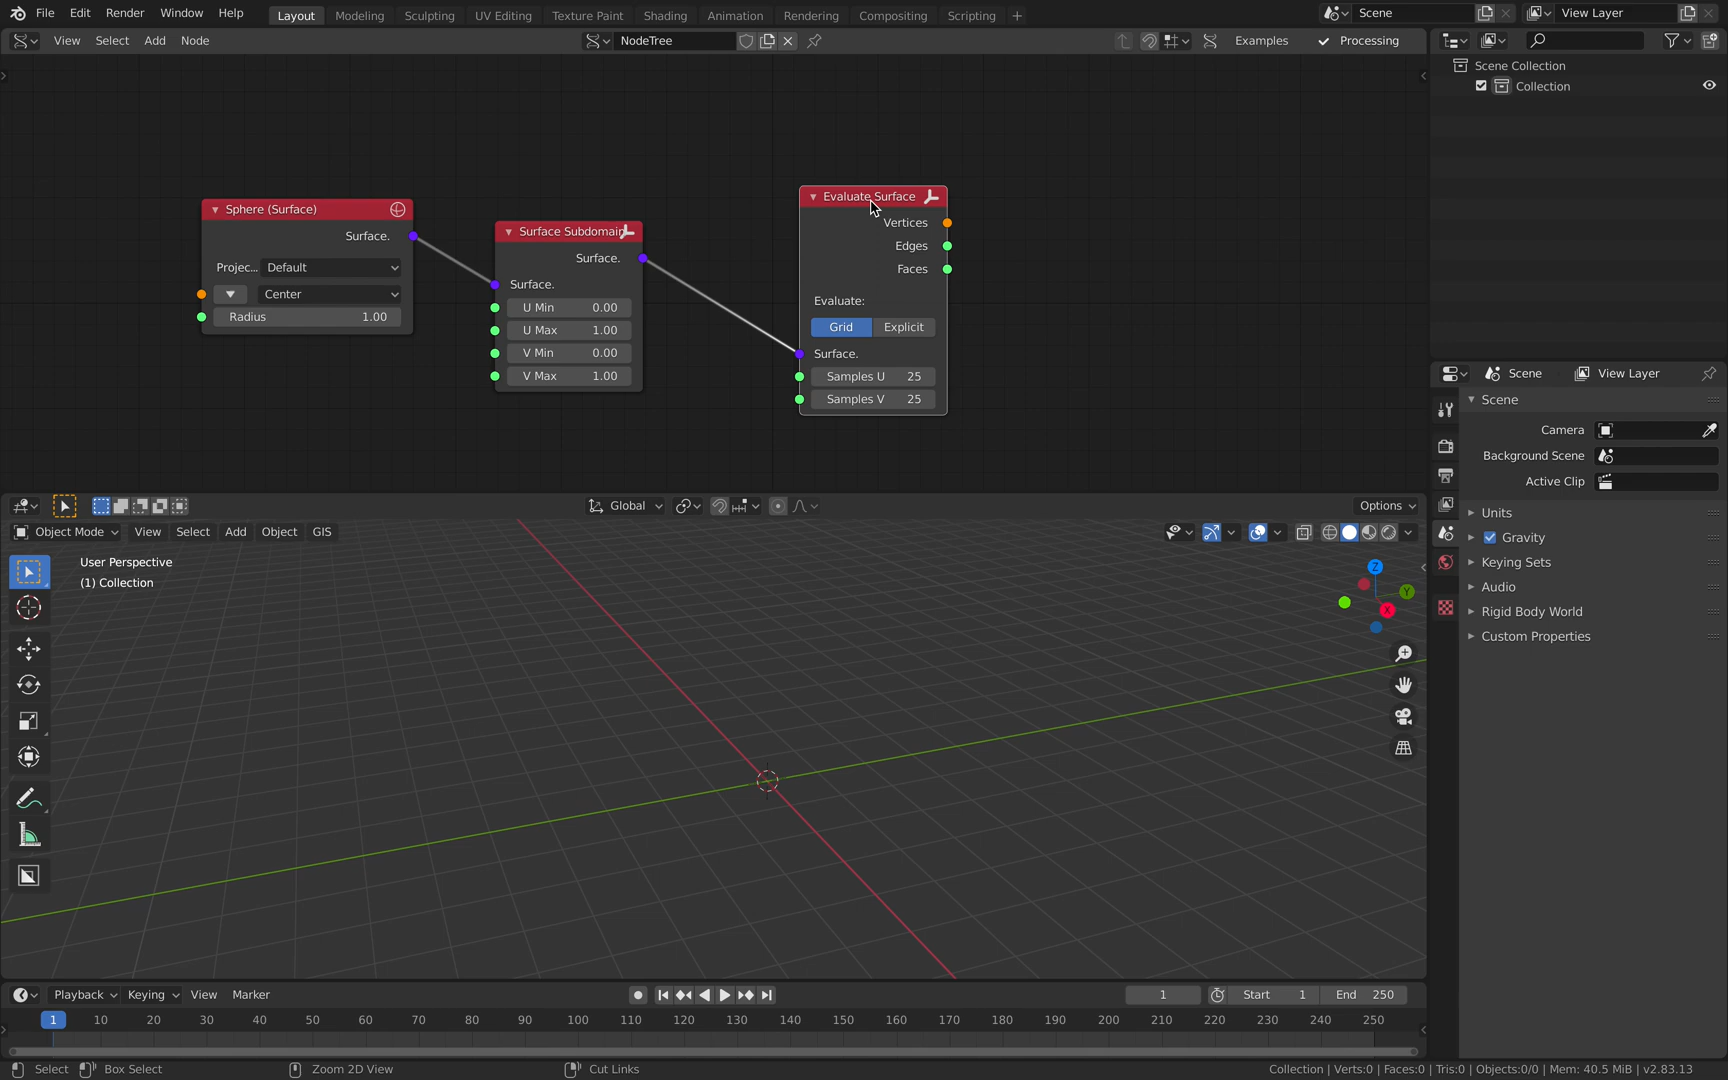 File Edit Render Window Help Layout Modeling Sculpting UV Editing Texture Paint Shading Animation Rendering Compositing Scripting + Scene View Layer
View Select Add Node NodeTree Examples Processing
Scene Collection
Collection
Sphere (Surface)
Surface.
Projec... Default
Center
Radius 1.00
Surface Subdomain
Surface.
Surface.
U Min 0.00
U Max 1.00
V Min 0.00
V Max 1.00
Evaluate Surface
Vertices
Edges
Faces
Evaluate:
Grid Explicit
Surface.
Samples U 25
Samples V 25
Scene View Layer
Scene
Camera
Background Scene
Active Clip
Units
Gravity
Keying Sets
Audio
Rigid Body World
Custom Properties
Global Options
Object Mode View Select Add Object GIS
User Perspective
(1) Collection
Z
Y
X
Playback Keying View Marker 1 Start 1 End 250
1 10 20 30 40 50 60 70 80 90 100 110 120 130 140 150 160 170 180 190 200 210 220 230 240 250
Select Box Select Zoom 2D View Cut Links Collection | Verts:0 | Faces:0 | Tris:0 | Objects:0/0 | Mem: 40.5 MiB | v2.83.13